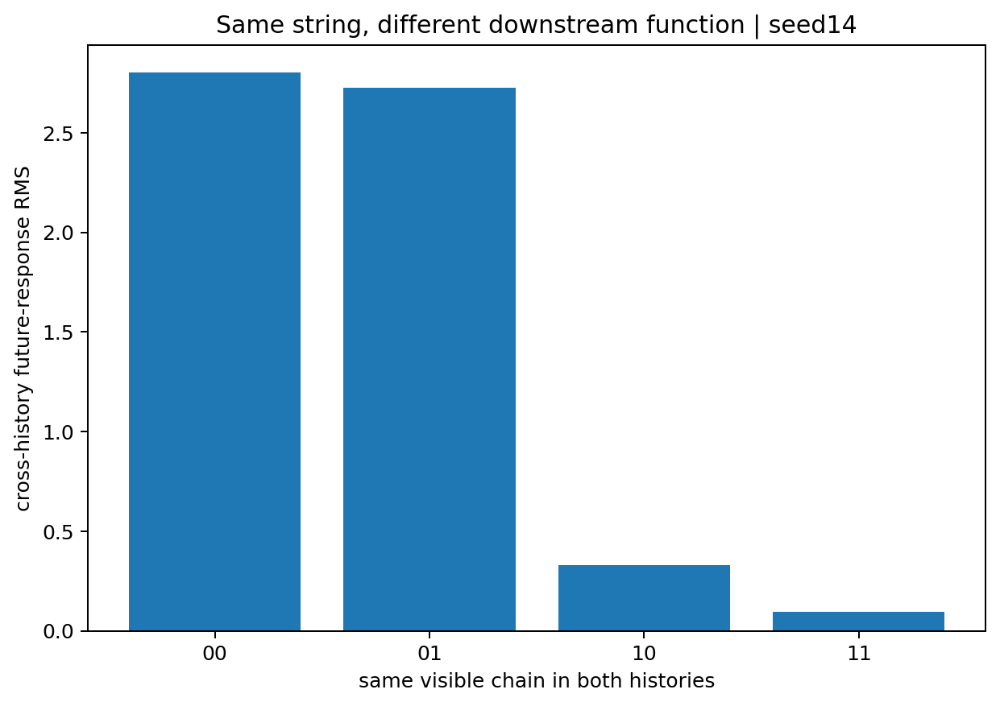 Same string, different downstream function | seed14
cross-history future-response RMS
2.5
2.0
1.5
1.0
0.5
0.0
00 01 10 11
same visible chain in both histories